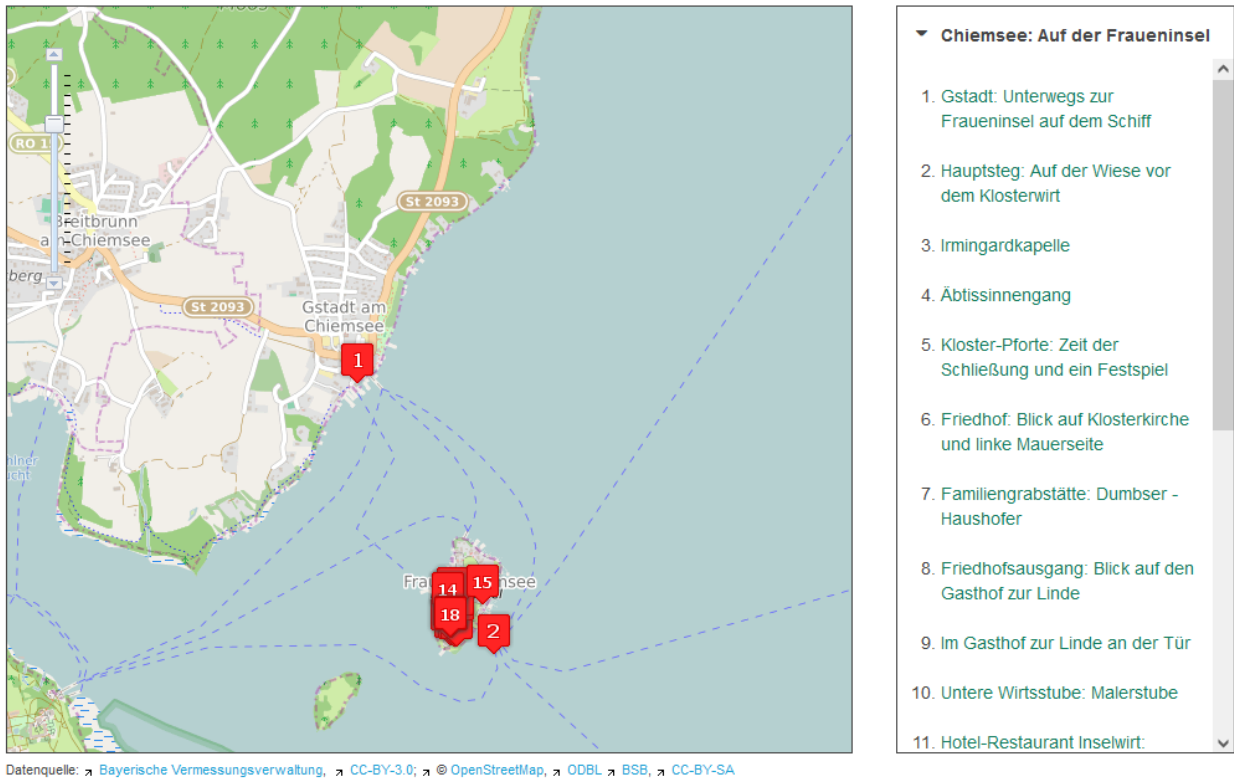 RO 1
St 2093
Breitbrunn
am Chiemsee
berg
St 2093
Gstadt am
Chiemsee
1
14
15
18
2
Chiemsee: Auf der Fraueninsel
1. Gstadt: Unterwegs zur
Fraueninsel auf dem Schiff
2. Hauptsteg: Auf der Wiese vor
dem Klosterwirt
3. Irmingardkapelle
4. Äbtissinnengang
5. Kloster-Pforte: Zeit der
Schließung und ein Festspiel
6. Friedhof: Blick auf Klosterkirche
und linke Mauerseite
7. Familiengrabstätte: Dumbser -
Haushofer
8. Friedhofsausgang: Blick auf den
Gasthof zur Linde
9. Im Gasthof zur Linde an der Tür
10. Untere Wirtsstube: Malerstube
11. Hotel-Restaurant Inselwirt:
Datenquelle: Bayerische Vermessungsverwaltung, CC-BY-3.0; © OpenStreetMap, ODBL BSB, CC-BY-SA